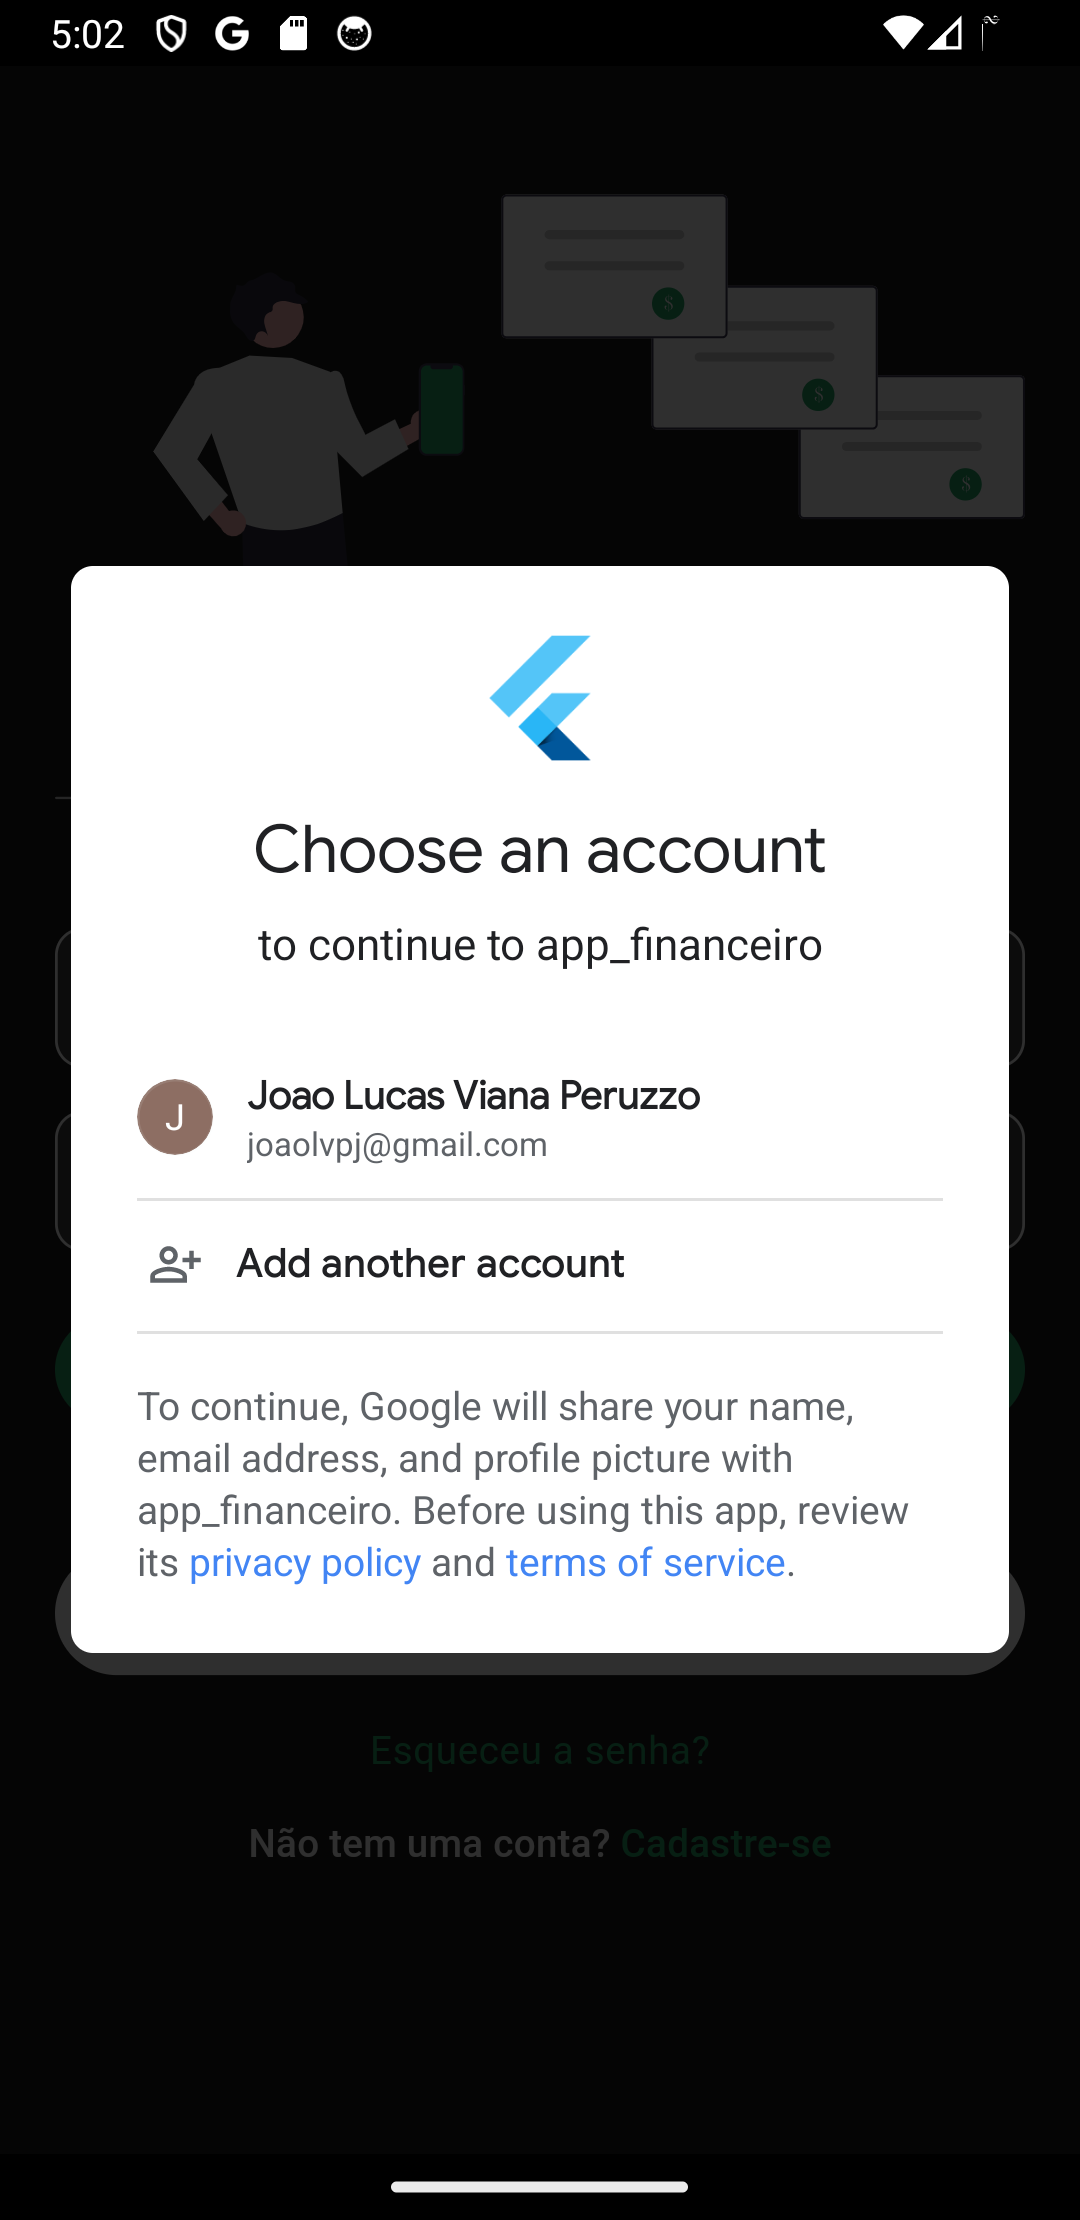 5:02
$
$
$
Choose an account
to continue to app_financeiro
J
Joao Lucas Viana Peruzzo
joaolvpj@gmail.com
Add another account
To continue, Google will share your name,
email address, and profile picture with
app_financeiro. Before using this app, review
its privacy policy and terms of service.
Esqueceu a senha?
Não tem uma conta? Cadastre-se